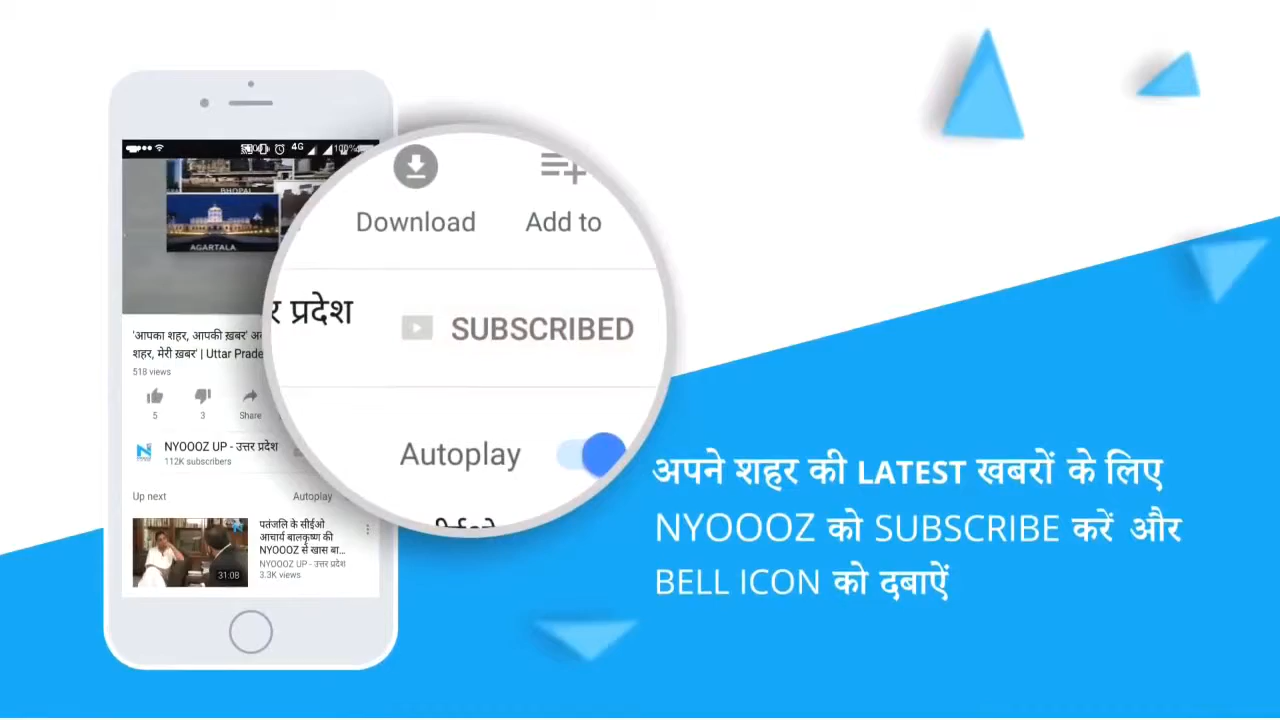 4G 100%
BHOPAL
AGARTALA
'आपका शहर, आपकी ख़बर'
शहर, मेरी ख़बर' | Uttar Prade
518 views
5 3 Share
NYOOOZ UP - उत्तर प्रदेश
112K subscribers
Up next Autoplay
पतंजलि के सीईओ
आचार्य बालकृष्ण की
NYOOOZ से खास बा...
NYOOOZ UP - उत्तर प्रदेश
3.3K views
31:08
Download Add to
र प्रदेश SUBSCRIBED
Autoplay
अपने शहर की LATEST खबरों के लिए
NYOOOZ को SUBSCRIBE करें और
BELL ICON को दबाऐं